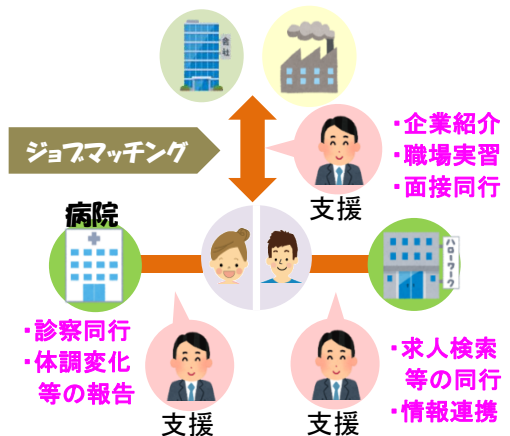 会社
ジョブマッチング
・企業紹介
・職場実習
・面接同行
支援
病院
ハローワーク
・診察同行
・体調変化
等の報告
支援
・求人検索
等の同行
・情報連携
支援